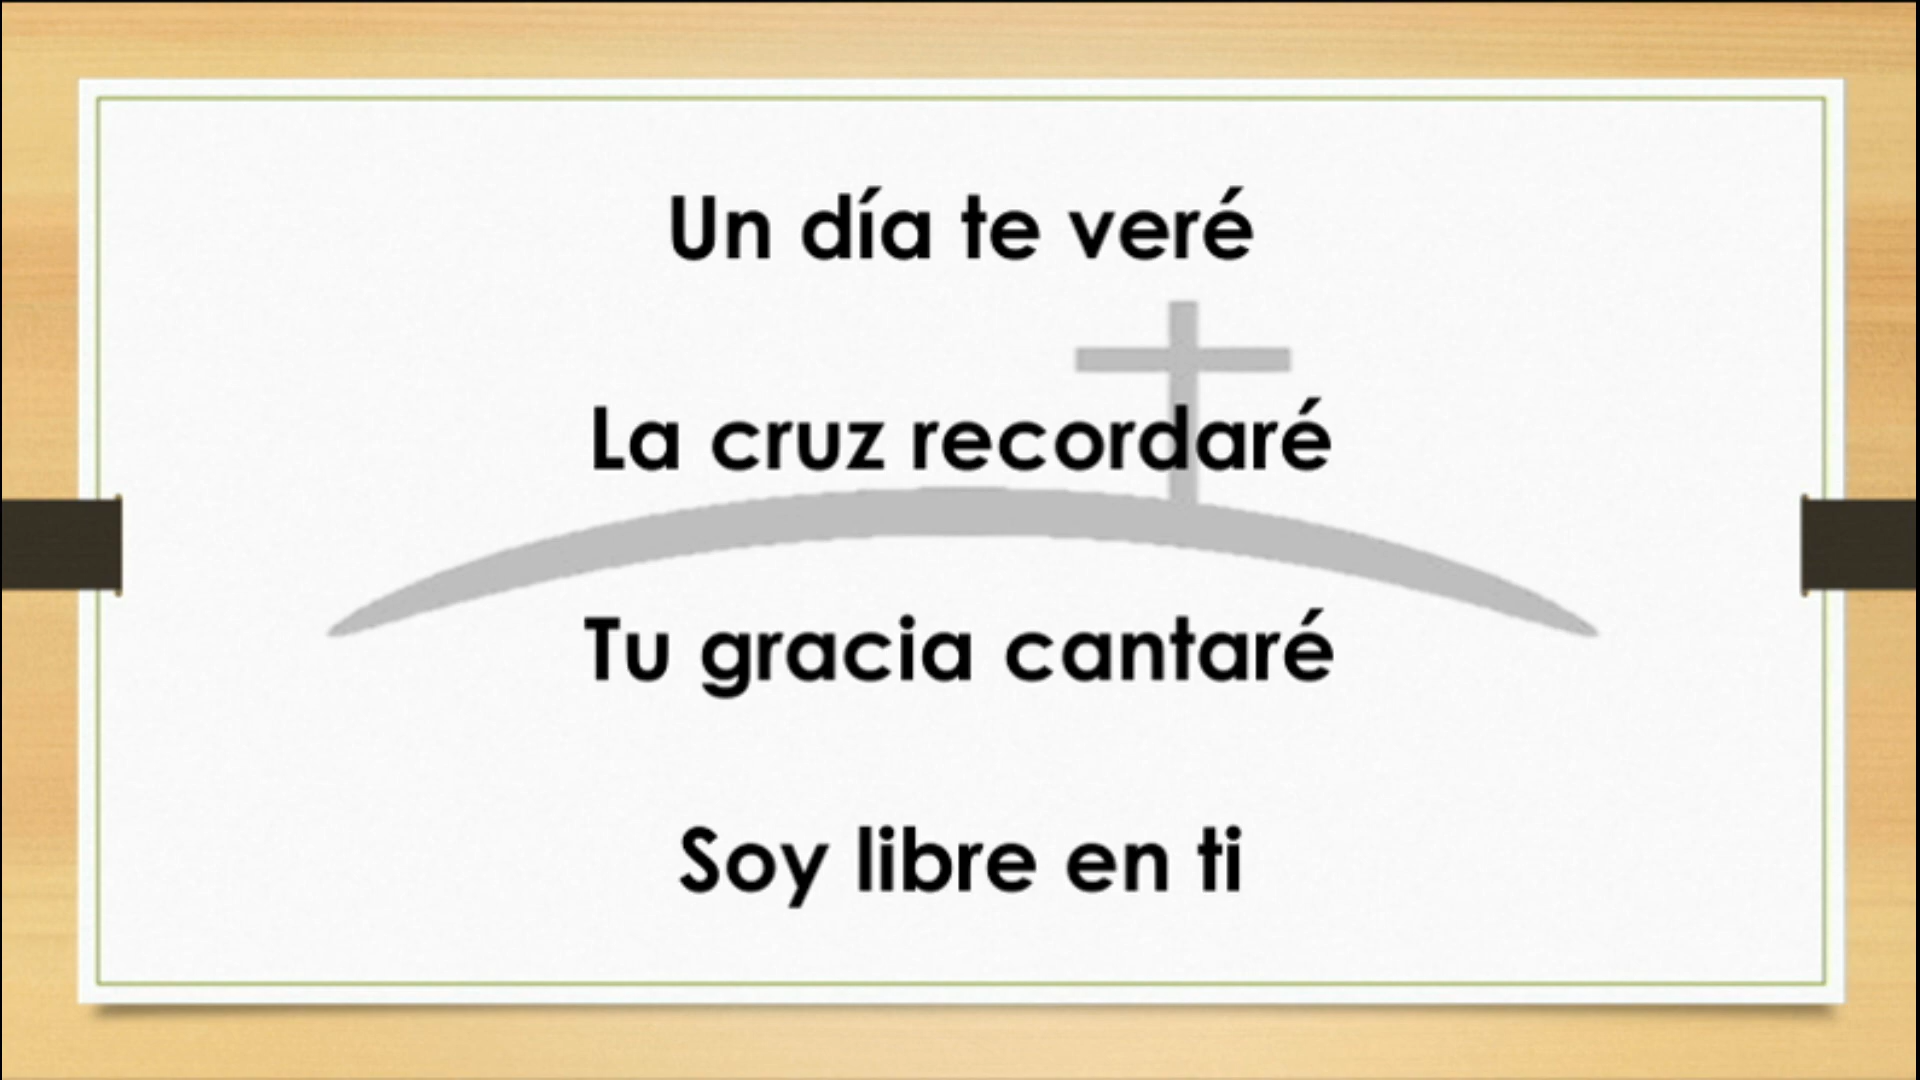 Un día te veré
La cruz recordaré
Tu gracia cantaré
Soy libre en ti